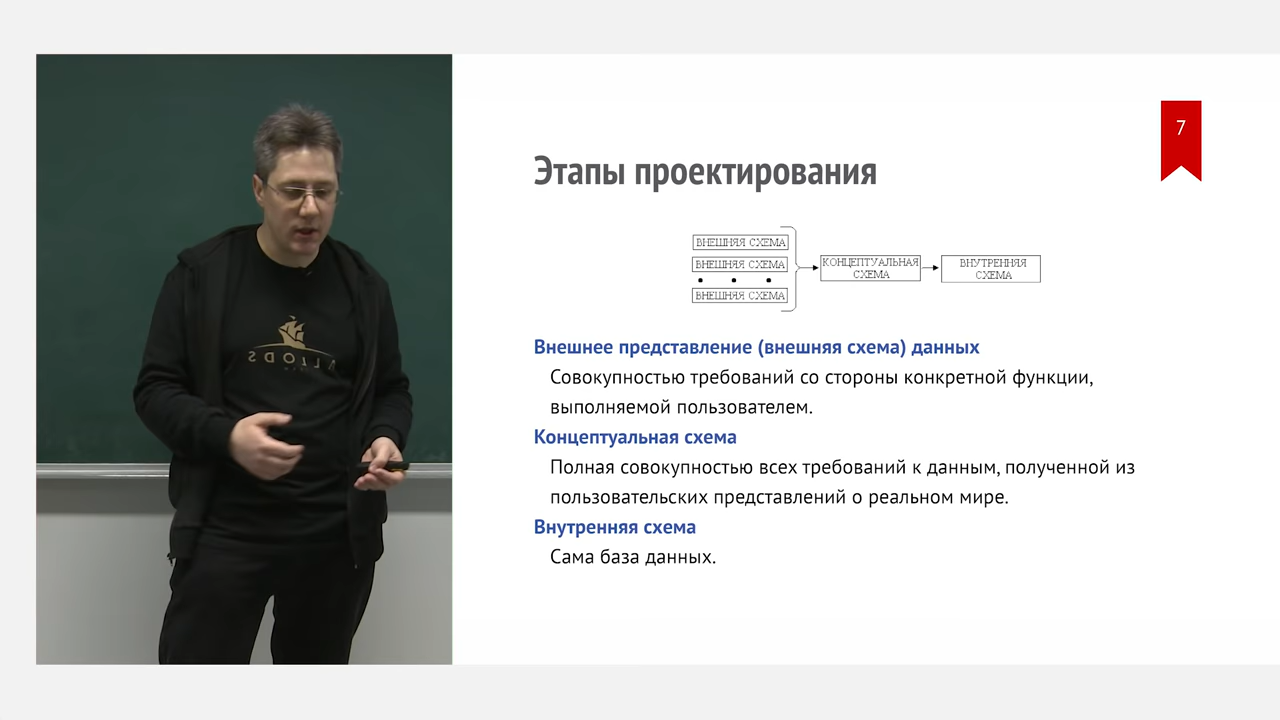 7
Этапы проектирования
ВНЕШНЯЯ СХЕМА
ВНЕШНЯЯ СХЕМА
ВНЕШНЯЯ СХЕМА
КОНЦЕПТУАЛЬНАЯ
СХЕМА
ВНУТРЕННЯЯ
СХЕМА
Внешнее представление (внешняя схема) данных
Совокупностью требований со стороны конкретной функции,
выполняемой пользователем.
Концептуальная схема
Полная совокупностью всех требований к данным, полученной из
пользовательских представлений о реальном мире.
Внутренняя схема
Сама база данных.
ALLODS